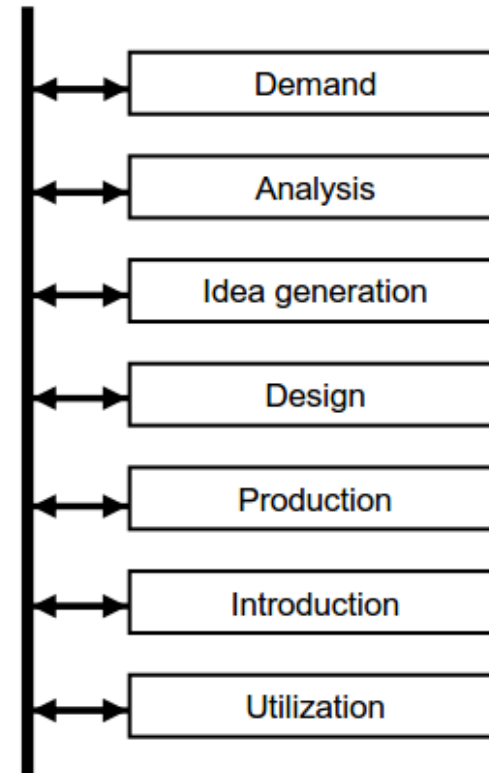 Demand
Analysis
Idea generation
Design
Production
Introduction
Utilization